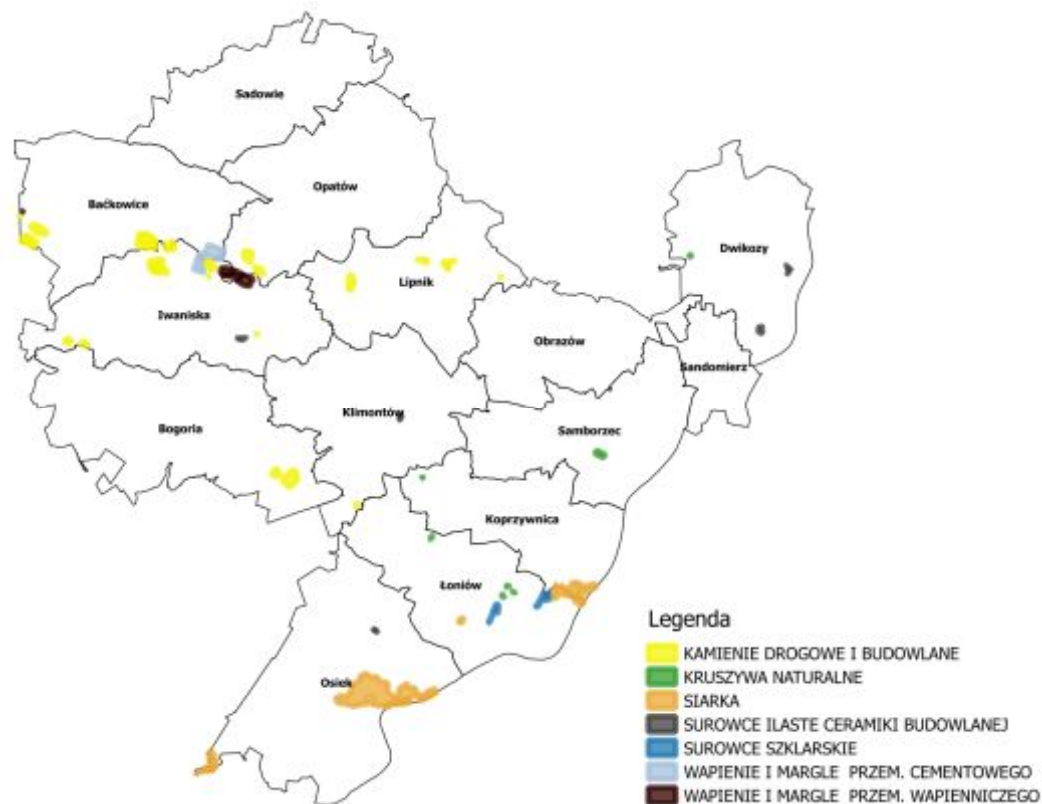 Sadowie
Opatów
Baćkowice
Dwikozy
Lipnik
Iwaniska
Obrazów
Sandomierz
Klimontów
Bogoria
Samborzec
Koprzywnica
Łoniów
Osiek
Legenda
KAMIENIE DROGOWE I BUDOWLANE
KRUSZYWA NATURALNE
SIARKA
SUROWCE ILASTE CERAMIKI BUDOWLANEJ
SUROWCE SZKLARSKIE
WAPIENIE I MARGLE PRZEM. CEMENTOWEGO
WAPIENIE I MARGLE PRZEM. WAPIENNICZEGO